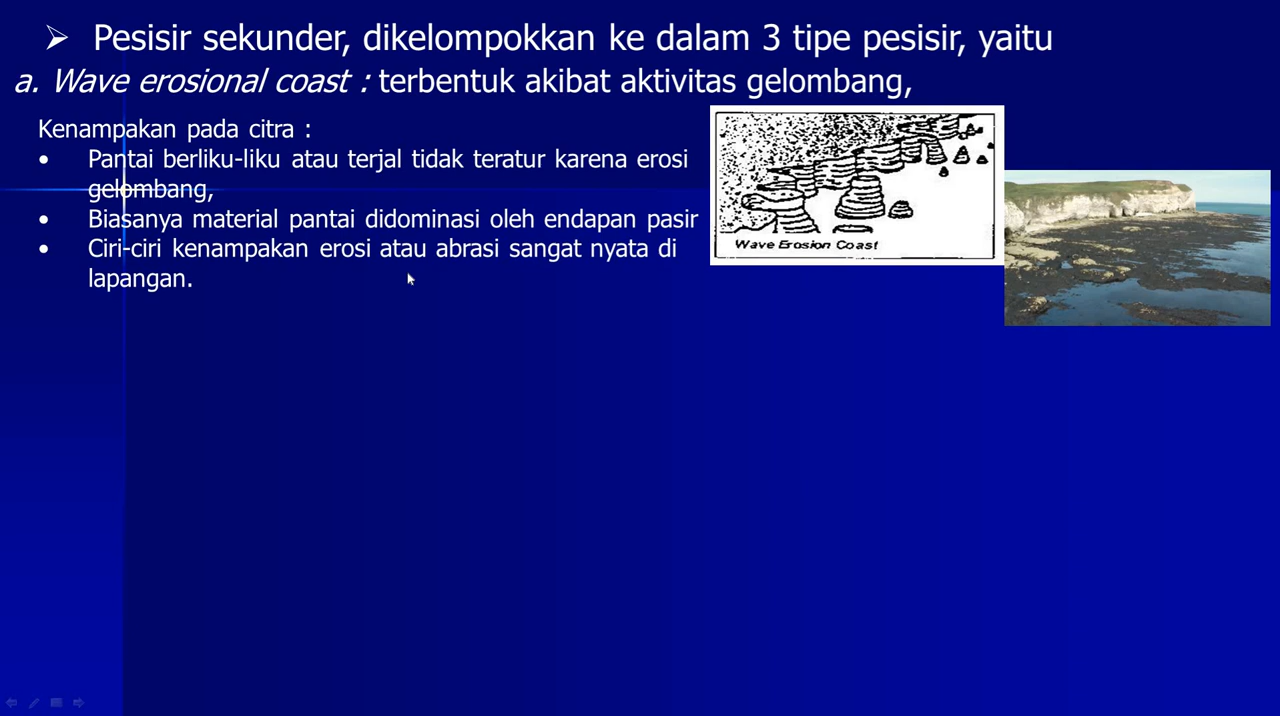 ➢ Pesisir sekunder, dikelompokkan ke dalam 3 tipe pesisir, yaitu
a. Wave erosional coast : terbentuk akibat aktivitas gelombang,
Kenampakan pada citra :
• Pantai berliku-liku atau terjal tidak teratur karena erosi
gelombang,
• Biasanya material pantai didominasi oleh endapan pasir
• Ciri-ciri kenampakan erosi atau abrasi sangat nyata di
lapangan.
Wave Erosion Coast